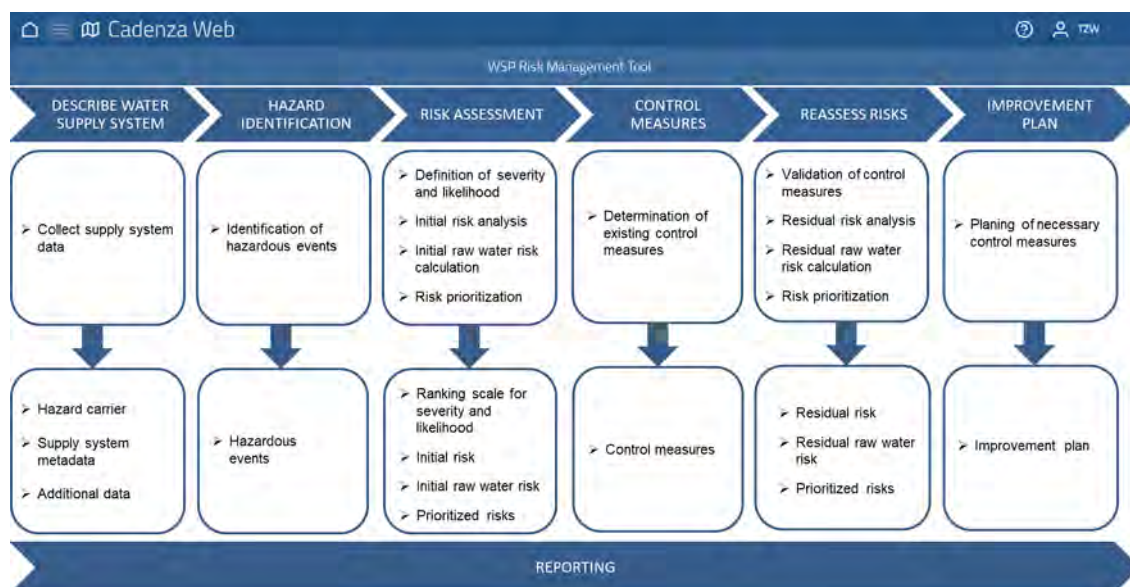 Cadenza Web
TZW
WSP Risk Management Tool
DESCRIBE WATER
SUPPLY SYSTEM
HAZARD
IDENTIFICATION
RISK ASSESSMENT
CONTROL
MEASURES
REASSESS RISKS
IMPROVEMENT
PLAN
➢ Collect supply system
data
➢ Identification of
hazardous events
➢ Definition of severity
and likelihood
➢ Initial risk analysis
➢ Initial raw water risk
calculation
➢ Risk prioritization
➢ Determination of
existing control
measures
➢ Validation of control
measures
➢ Residual risk analysis
➢ Residual raw water
risk calculation
➢ Risk prioritization
➢ Planing of necessary
control measures
➢ Hazard carrier
➢ Supply system
metadata
➢ Additional data
➢ Hazardous
events
➢ Ranking scale for
severity and
likelihood
➢ Initial risk
➢ Initial raw water risk
➢ Prioritized risks
➢ Control measures
➢ Residual risk
➢ Residual raw water
risk
➢ Prioritized risks
➢ Improvement plan
REPORTING